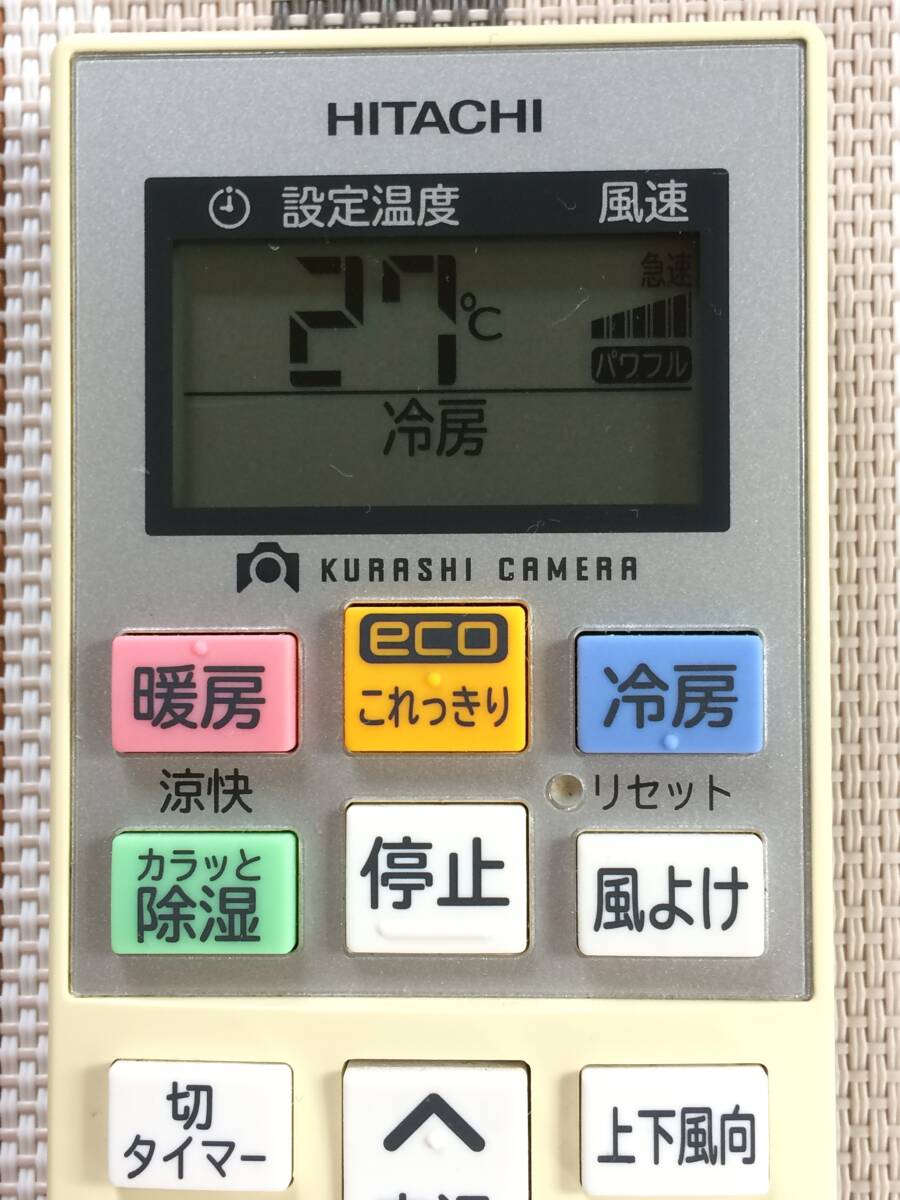 HITACHI
設定温度 風速
急速
27℃
パワフル
冷房
KURASHI CAMERA
暖房
eco
これっきり
冷房
涼快
リセット
カラッと
除湿
停止
風よけ
切
タイマー
上下風向